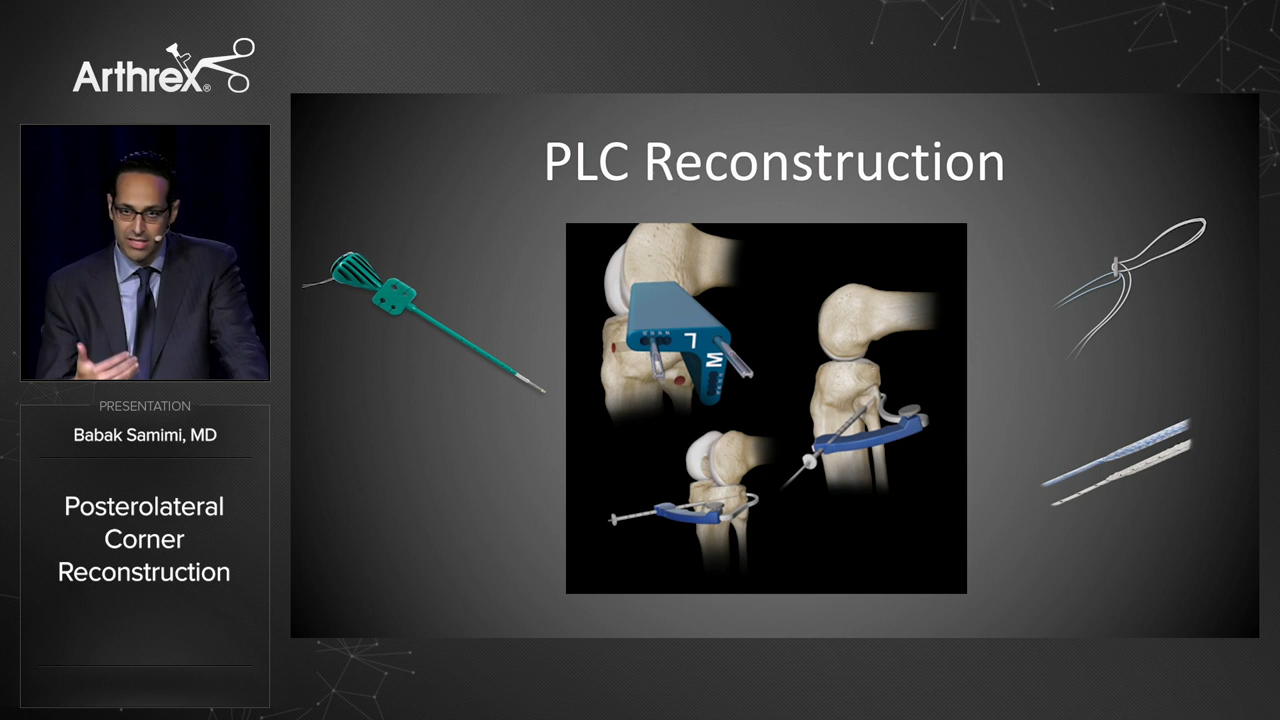 Arthrex®
PRESENTATION
Babak Samimi, MD
Posterolateral
Corner
Reconstruction
PLC Reconstruction
L
M